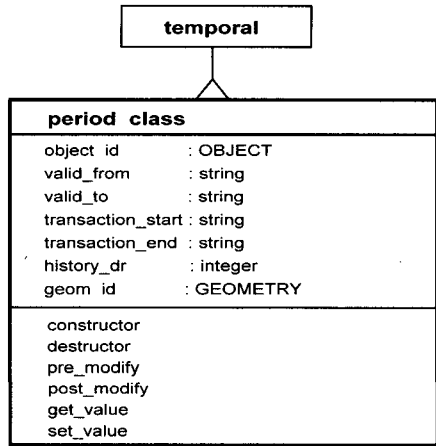 temporal
period class
object id : OBJECT
valid_from : string
valid_to : string
transaction_start : string
transaction_end : string
history_dr : integer
geom id : GEOMETRY
constructor
destructor
pre_modify
post_modify
get_value
set_value